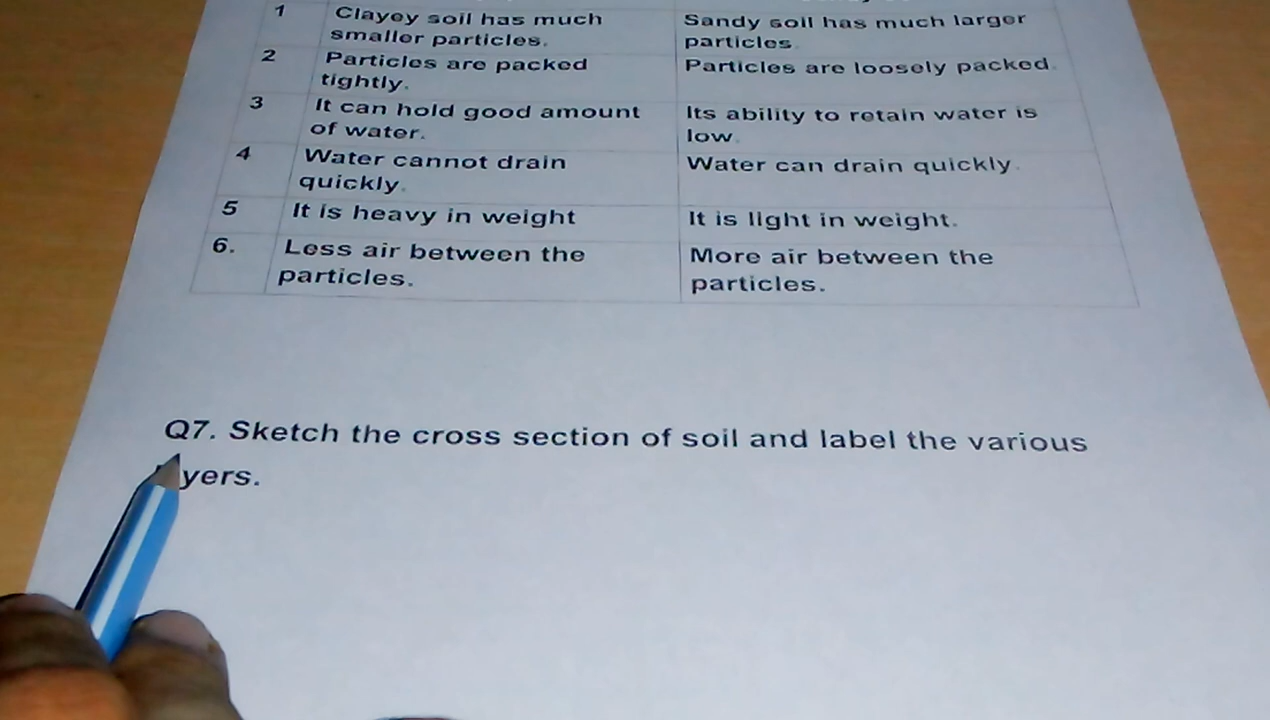 1 Clayey soil has much Sandy soil has much larger
smaller particles. particles.
2 Particles are packed Particles are loosely packed.
tightly.
3 It can hold good amount Its ability to retain water is
of water. low.
4 Water cannot drain Water can drain quickly.
quickly.
5 It is heavy in weight It is light in weight.
6. Less air between the More air between the
particles. particles.
Q7. Sketch the cross section of soil and label the various
yers.